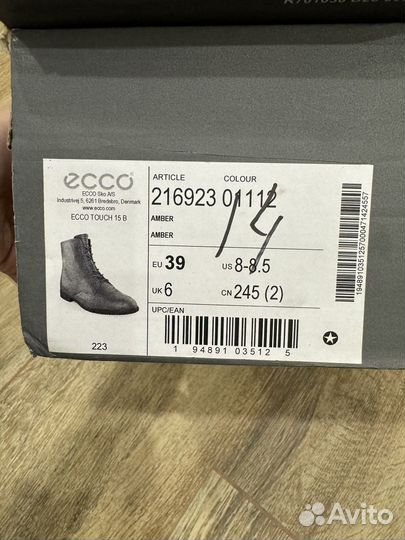 ecco
ECCO Sko A/S
Industrivej 5, 6261 Bredebro, Denmark
www.ecco.com
ECCO TOUCH 15 B
223
ARTICLE COLOUR
216923 01112
AMBER
AMBER
14
EU 39 US 8-8.5
UK 6 CN 245 (2)
UPC/EAN
1 94891 03512 5
1948910351257000471424557
Avito